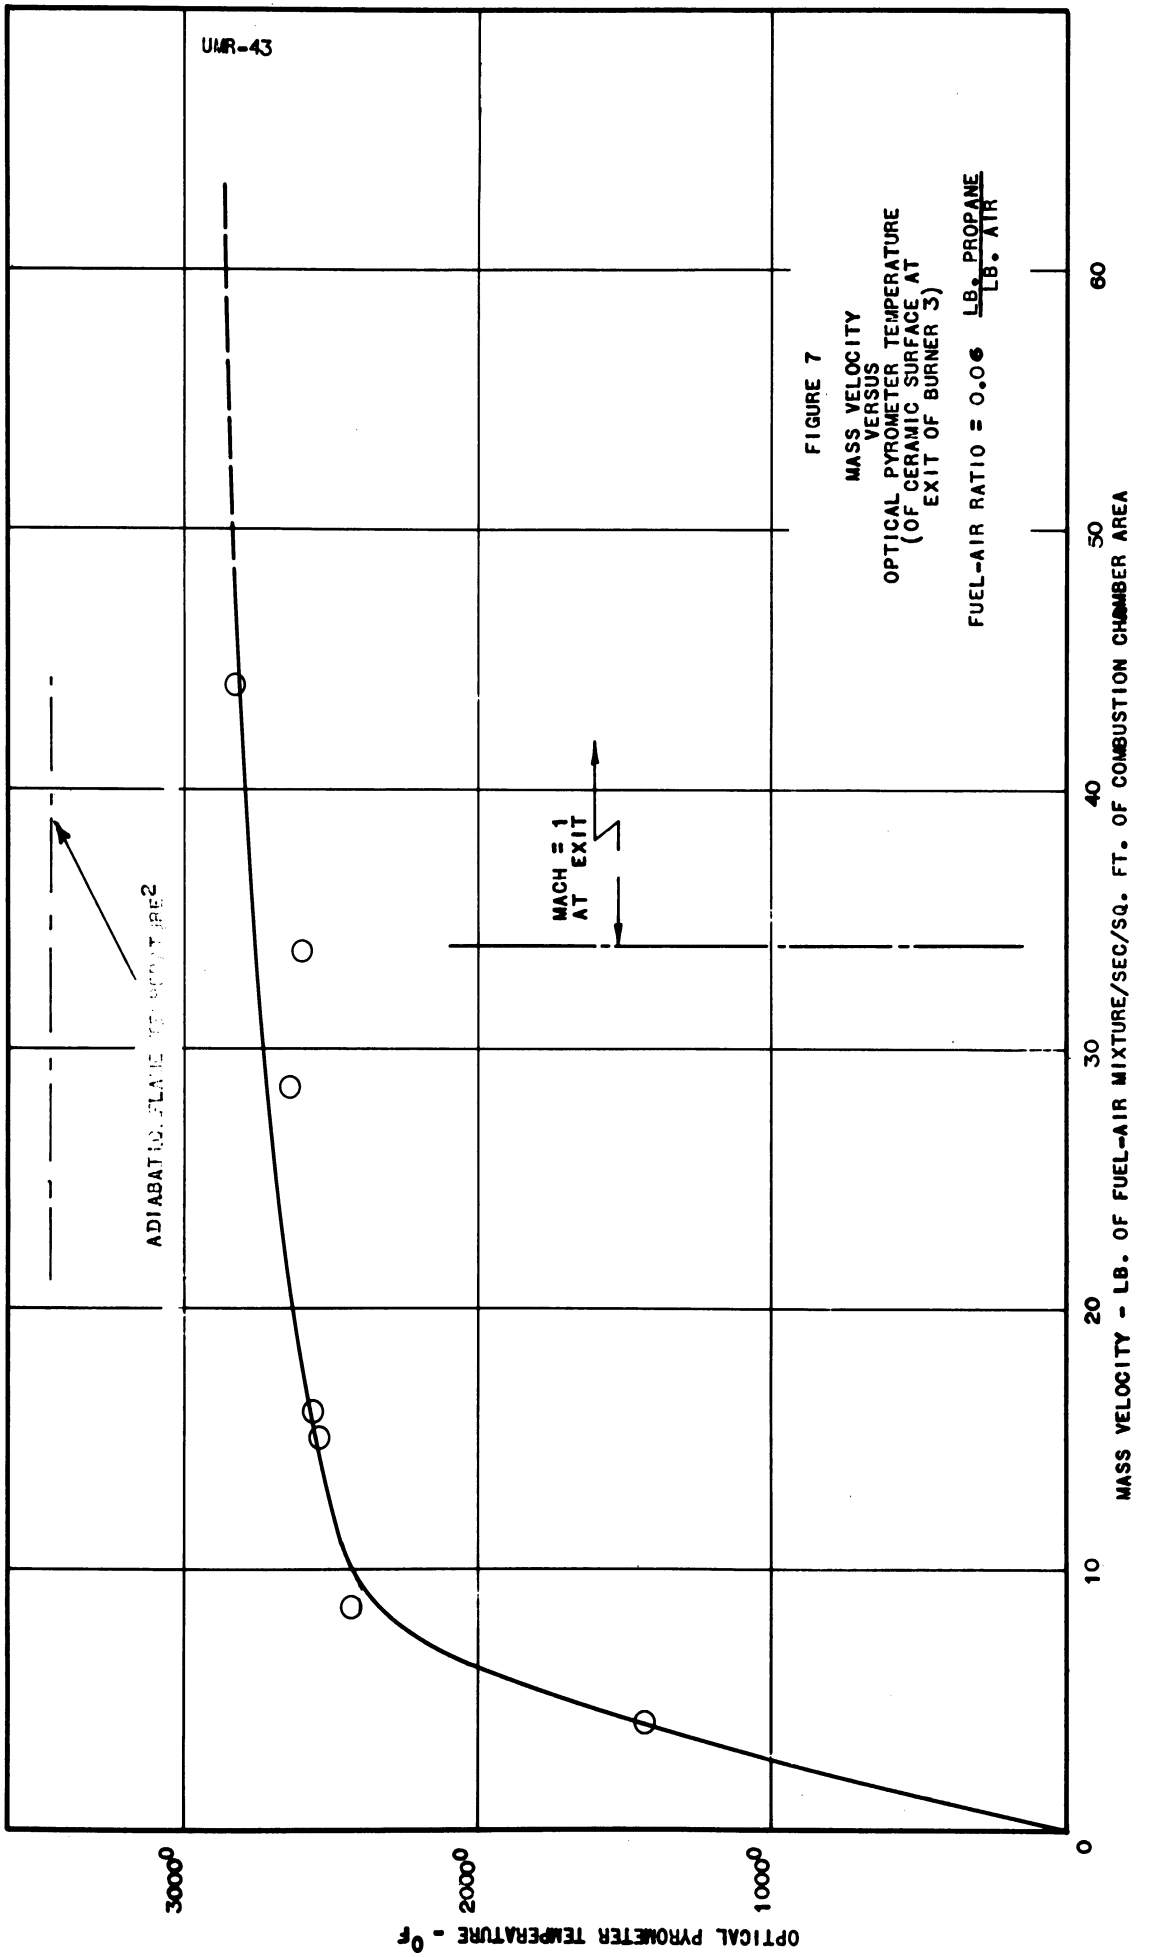 UMR-43
ADIABATIC FLAME TEMPERATURE2
MACH = 1
AT EXIT
FIGURE 7
MASS VELOCITY
VERSUS
OPTICAL PYROMETER TEMPERATURE
(OF CERAMIC SURFACE AT
EXIT OF BURNER 3)
FUEL-AIR RATIO = 0.06 LB. PROPANE
LB. AIR
OPTICAL PYROMETER TEMPERATURE - °F
3000°
2000°
1000°
0
10
20
30
40
50
60
MASS VELOCITY - LB. OF FUEL-AIR MIXTURE/SEC/SQ. FT. OF COMBUSTION CHAMBER AREA